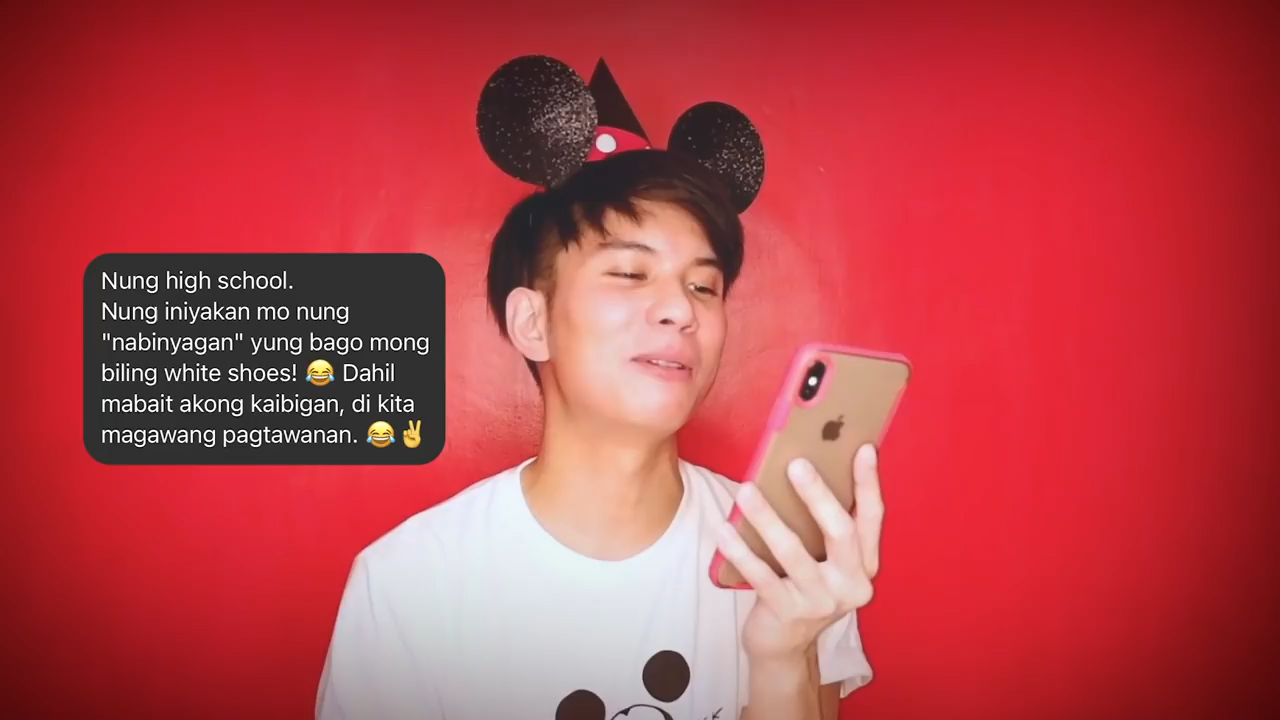 Nung high school.
Nung iniyakan mo nung
"nabinyagan" yung bago mong
biling white shoes! 😂 Dahil
mabait akong kaibigan, di kita
magawang pagtawanan. 😂✌️